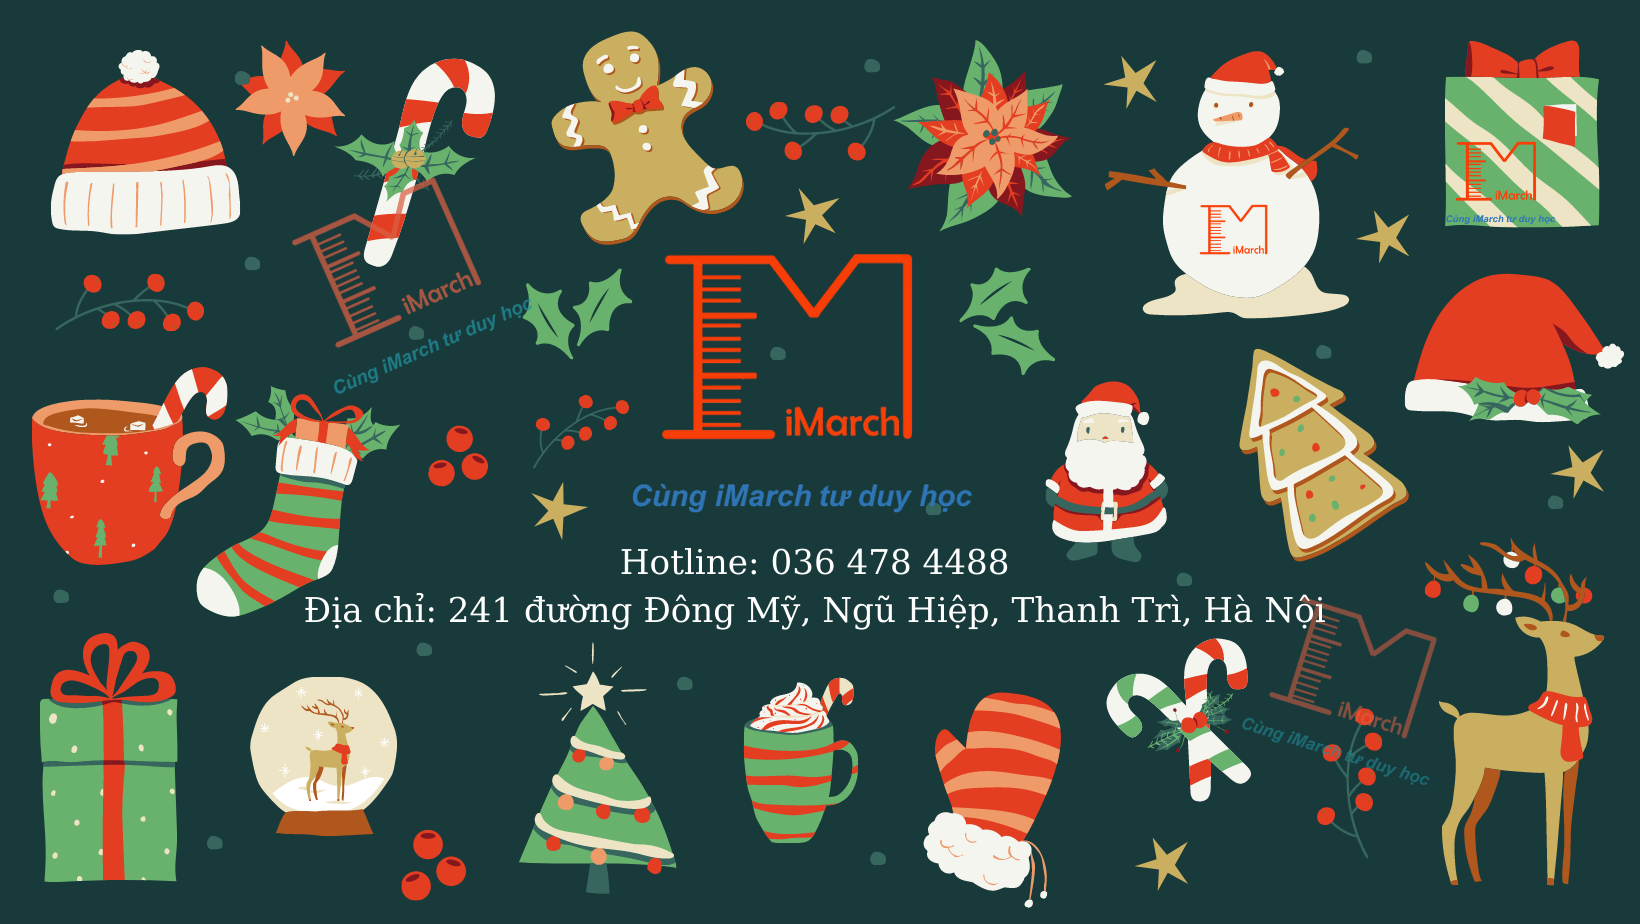 iMarch
Cùng iMarch tư duy học
iMarch
iMarch
Cùng iMarch tư duy học
iMarch
Cùng iMarch tư duy học
Hotline: 036 478 4488
Địa chỉ: 241 đường Đông Mỹ, Ngũ Hiệp, Thanh Trì, Hà Nội
iMarch
Cùng iMarch tư duy học